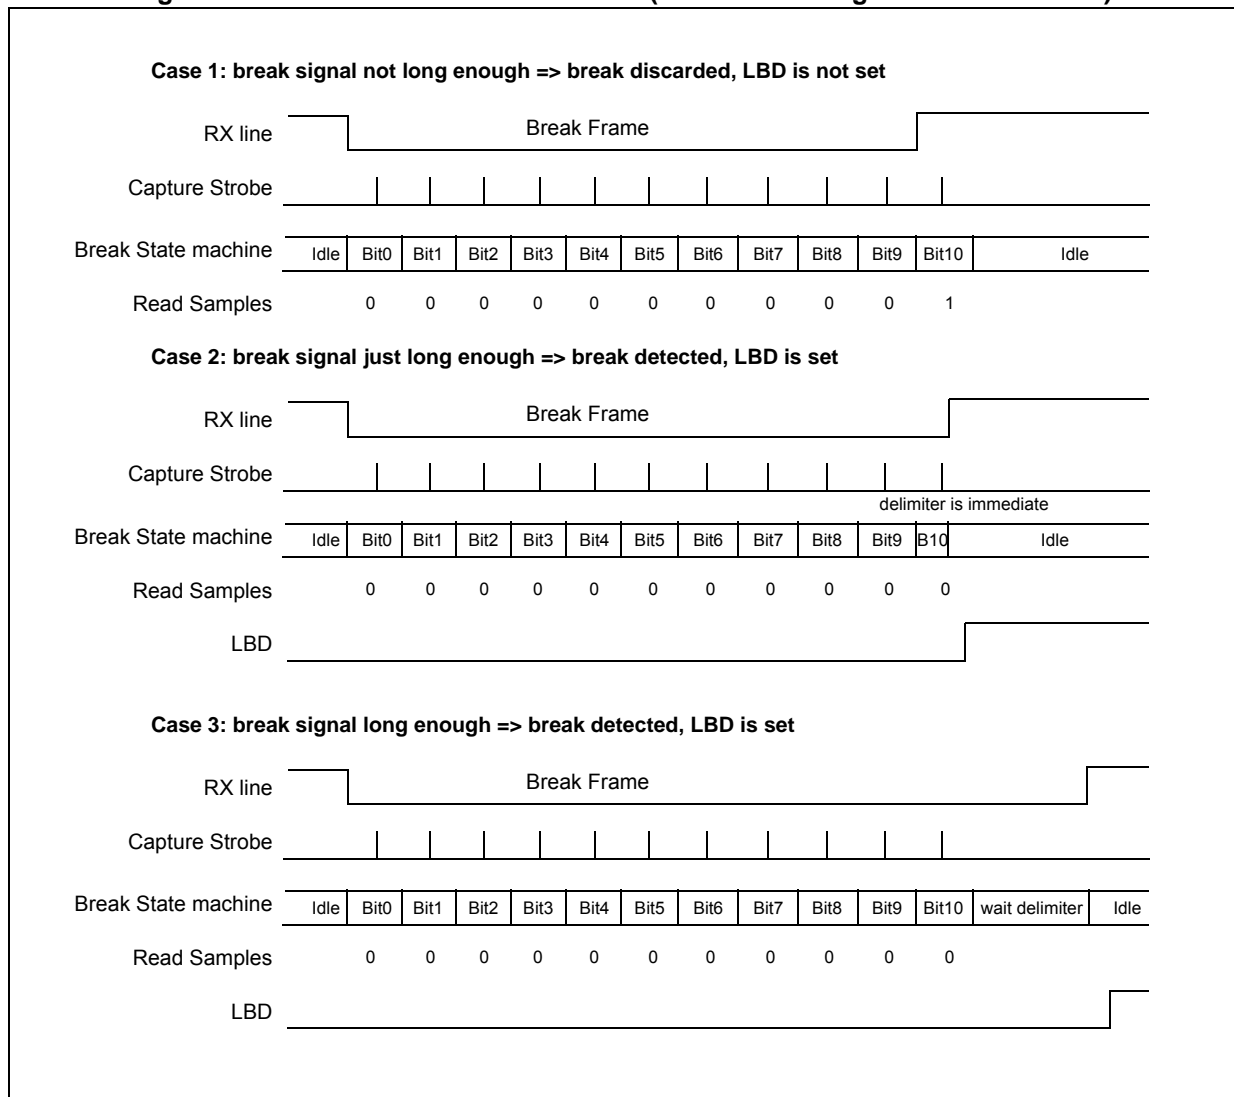 Case 1: break signal not long enough => break discarded, LBD is not set
RX line
Break Frame
Capture Strobe
Break State machine
Idle Bit0 Bit1 Bit2 Bit3 Bit4 Bit5 Bit6 Bit7 Bit8 Bit9 Bit10 Idle
Read Samples
0 0 0 0 0 0 0 0 0 0 1
Case 2: break signal just long enough => break detected, LBD is set
RX line
Break Frame
Capture Strobe
delimiter is immediate
Break State machine
Idle Bit0 Bit1 Bit2 Bit3 Bit4 Bit5 Bit6 Bit7 Bit8 Bit9 B10 Idle
Read Samples
0 0 0 0 0 0 0 0 0 0 0
LBD
Case 3: break signal long enough => break detected, LBD is set
RX line
Break Frame
Capture Strobe
Break State machine
Idle Bit0 Bit1 Bit2 Bit3 Bit4 Bit5 Bit6 Bit7 Bit8 Bit9 Bit10 wait delimiter Idle
Read Samples
0 0 0 0 0 0 0 0 0 0 0
LBD